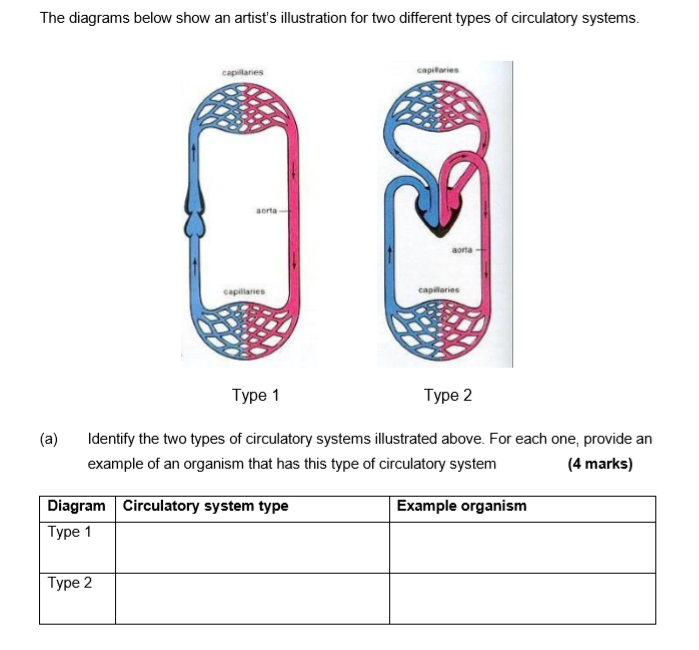 The diagrams below show an artist's illustration for two different types of circulatory systems.
capillaries
capillaries
aorta
aorta
capillaries
capillaries
Type 1
Type 2
(a) Identify the two types of circulatory systems illustrated above. For each one, provide an
example of an organism that has this type of circulatory system (4 marks)
Diagram Circulatory system type Example organism
Type 1
Type 2